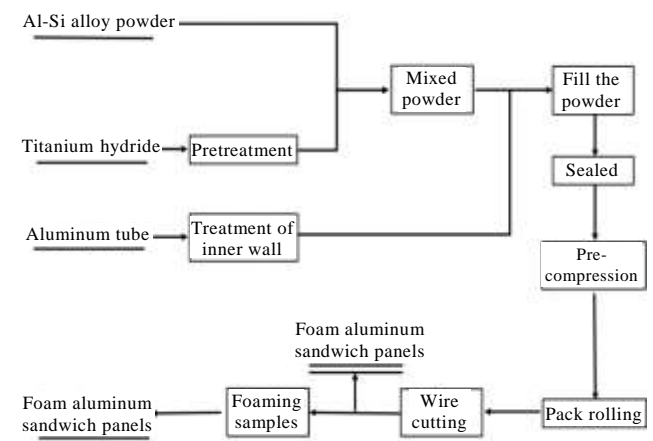 Al-Si alloy powder
Mixed
powder
Fill the
powder
Titanium hydride
Pretreatment
Sealed
Aluminum tube
Treatment of
inner wall
Pre-
compression
Foam aluminum
sandwich panels
Foam aluminum
sandwich panels
Foaming
samples
Wire
cutting
Pack rolling